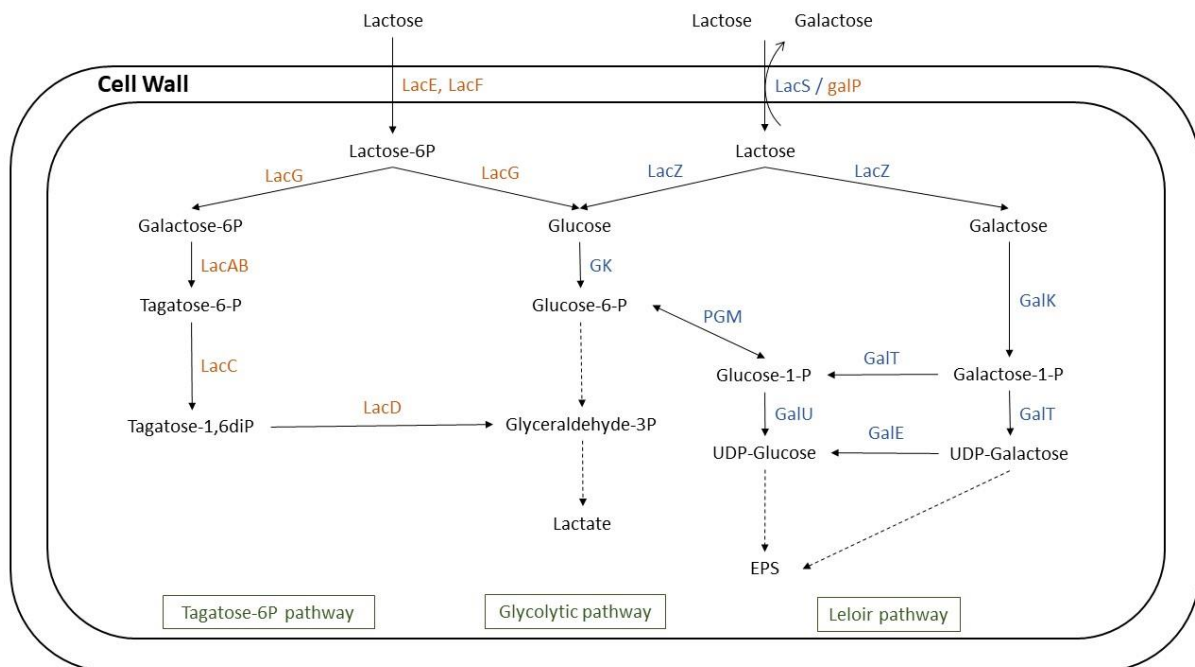 Lactose
Lactose Galactose
Cell Wall
LacE, LacF
LacS / galP
Lactose-6P
Lactose
LacG
LacG
LacZ
LacZ
Galactose-6P
Glucose
Galactose
LacAB
GK
Tagatose-6-P
Glucose-6-P
GalK
PGM
LacC
GalT
Glucose-1-P
Galactose-1-P
LacD
GalU
GalT
Tagatose-1,6diP
Glyceraldehyde-3P
GalE
UDP-Glucose
UDP-Galactose
Lactate
EPS
Tagatose-6P pathway
Glycolytic pathway
Leloir pathway